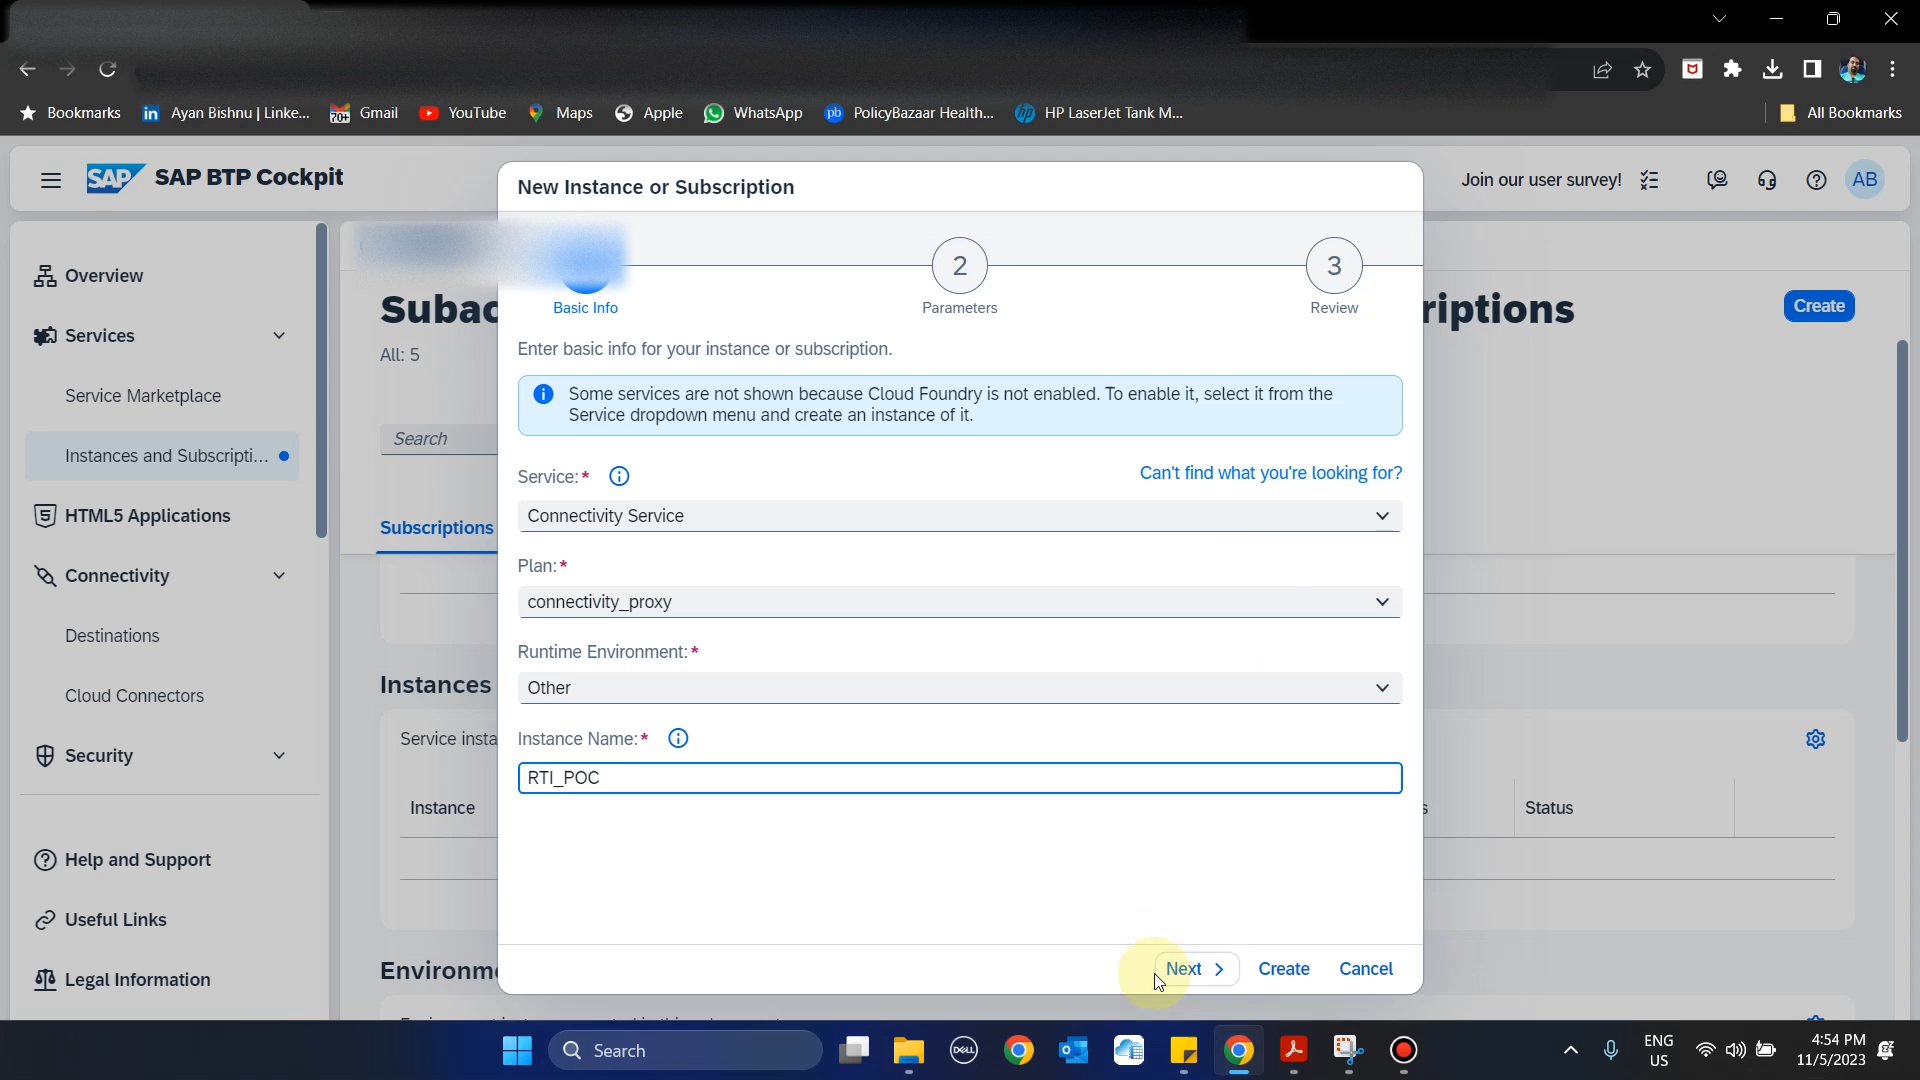 Bookmarks
Ayan Bishnu | Linke...
Gmail
70+
YouTube
Maps
Apple
WhatsApp
pb
PolicyBazaar Health...
hp
HP LaserJet Tank M...
All Bookmarks
SAP
SAP BTP Cockpit
Join our user survey!
AB
Overview
Services
Service Marketplace
Instances and Subscripti...
HTML5 Applications
Connectivity
Destinations
Cloud Connectors
Security
Help and Support
Useful Links
Legal Information
Subac
riptions
Create
All: 5
Search
Subscriptions
Instances
Service insta
Instance
s
Status
Environme
New Instance or Subscription
2
3
Basic Info
Parameters
Review
Enter basic info for your instance or subscription.
Some services are not shown because Cloud Foundry is not enabled. To enable it, select it from the
Service dropdown menu and create an instance of it.
Service:*
Can't find what you're looking for?
Connectivity Service
Plan:*
connectivity_proxy
Runtime Environment:*
Other
Instance Name:*
RTI_POC
Next
Create
Cancel
Search
DELL
ENG
US
4:54 PM
11/5/2023